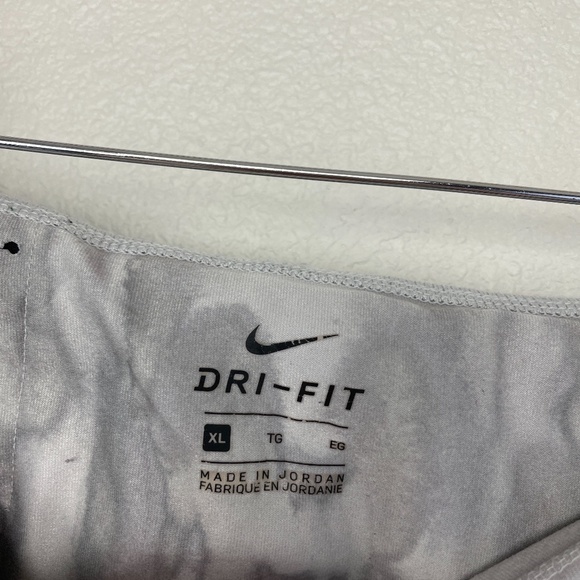 DRI-FIT
XL TG EG
MADE IN JORDAN
FABRIQUÉ EN JORDANIE